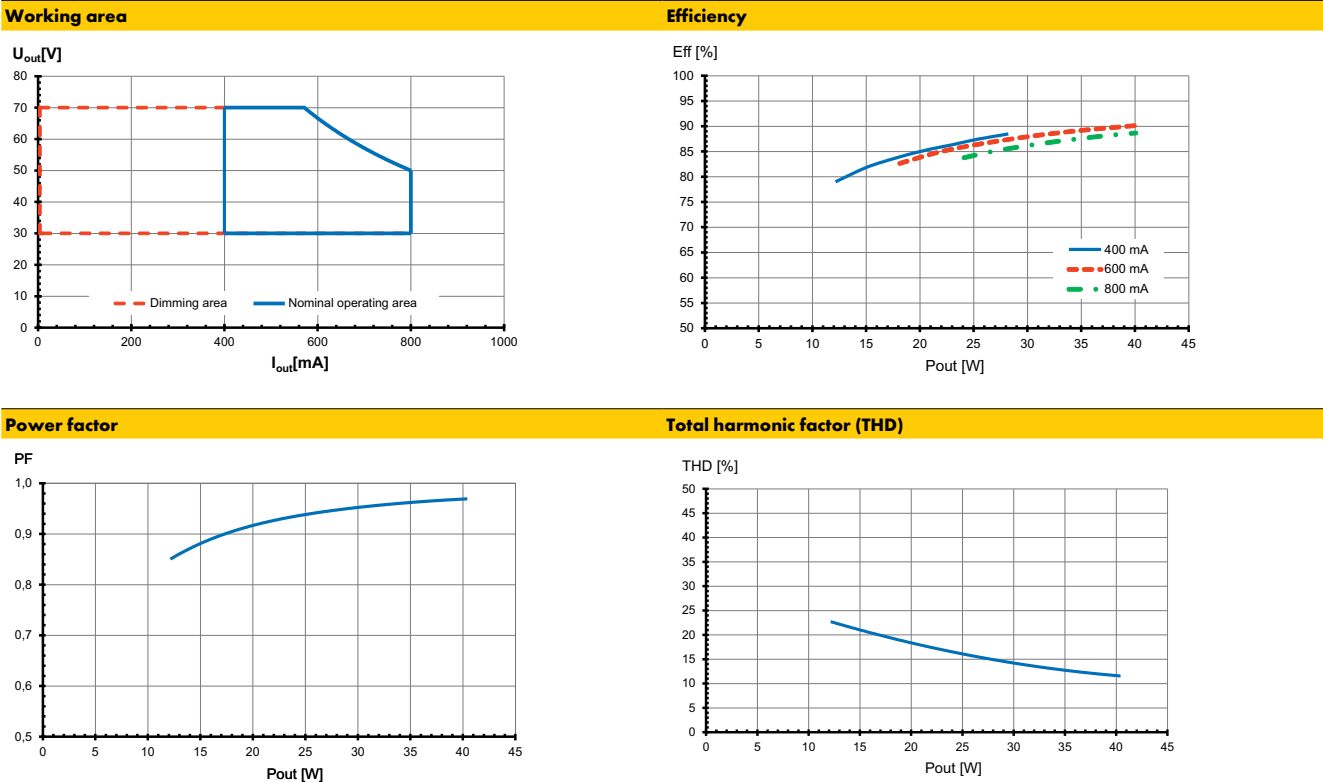 Working area
U_out[V]
80
70
60
50
40
30
20
10
0
0 200 400 600 800 1000
I_out[mA]
Dimming area
Nominal operating area
Efficiency
Eff [%]
100
95
90
85
80
75
70
65
60
55
50
0 5 10 15 20 25 30 35 40 45
Pout [W]
400 mA
600 mA
800 mA
Power factor
PF
1,0
0,9
0,8
0,7
0,6
0,5
0 5 10 15 20 25 30 35 40 45
Pout [W]
Total harmonic factor (THD)
THD [%]
50
45
40
35
30
25
20
15
10
5
0
0 5 10 15 20 25 30 35 40 45
Pout [W]